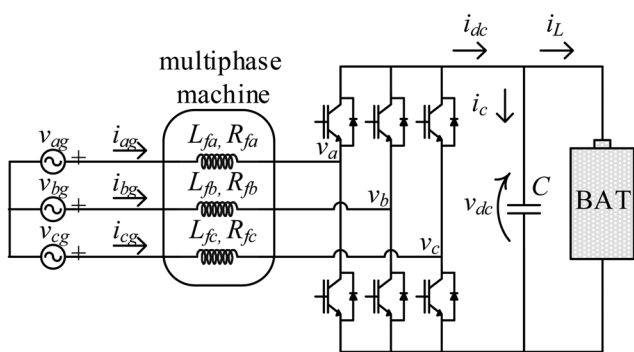 i_dc
i_L
multiphase
machine
i_c
v_ag
+
i_ag
L_fa, R_fa
v_a
v_bg
+
i_bg
L_fb, R_fb
v_b
v_dc
C
BAT
v_cg
+
i_cg
L_fc, R_fc
v_c